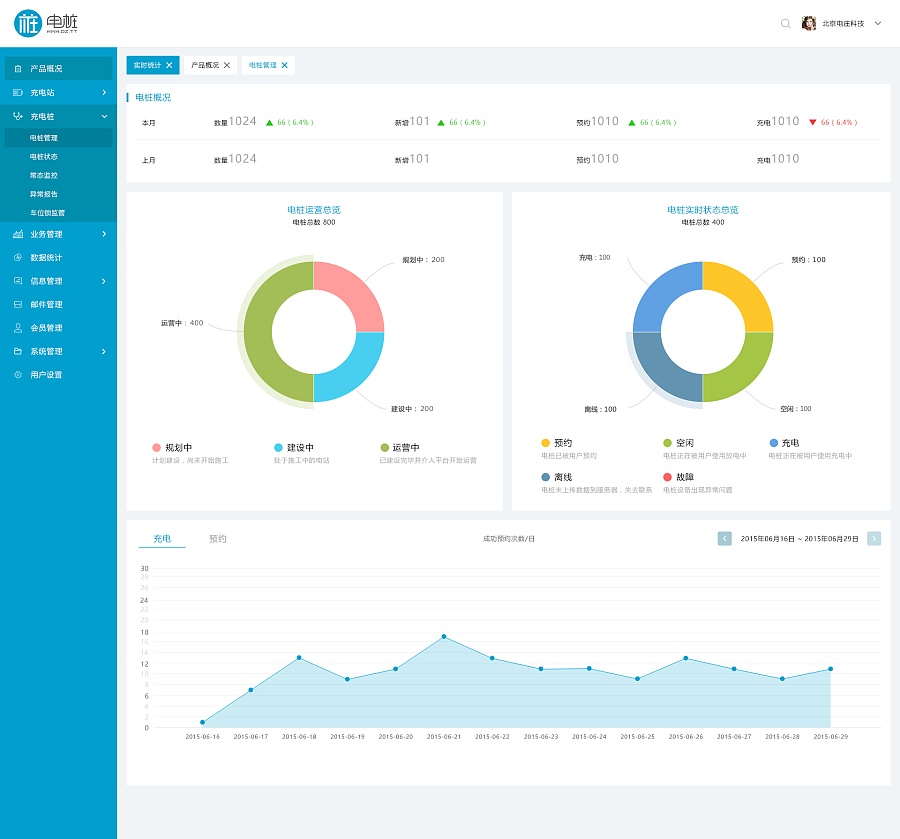 桩 电桩
北京电庄科技
产品概况
充电站
充电桩
电桩管理
电桩状态
常态监控
异常报告
车位锁监管
业务管理
数据统计
信息管理
邮件管理
会员管理
系统管理
用户设置
实时统计 产品概况 电桩管理
电桩概况
本月 数量1024 66 ( 6.4% ) 新增101 66 ( 6.4% ) 预约1010 66 ( 6.4% ) 充电1010 66 ( 6.4% )
上月 数量1024 新增101 预约1010 充电1010
电桩运营总览
电桩总数 800
规划中：200
运营中：400
建设中：200
规划中 建设中 运营中
计划建设，尚未开始施工 处于施工中的电站 已建设完毕并介入平台开始运营
电桩实时状态总览
电桩总数 400
充电：100 预约：100
离线：100 空闲：100
预约 空闲 充电
电桩已被用户预约 电桩正在被用户使用放电中 电桩正在被用户使用充电中
离线 故障
电桩未上传数据到服务器，失去联系 电桩设备出现异常问题
充电 预约 成功预约次数/日 2015年06月16日 ~ 2015年06月29日
30
28
26
24
22
20
18
16
14
12
10
8
6
4
2
0
2015-06-16 2015-06-17 2015-06-18 2015-06-19 2015-06-20 2015-06-21 2015-06-22 2015-06-23 2015-06-24 2015-06-25 2015-06-26 2015-06-27 2015-06-28 2015-06-29